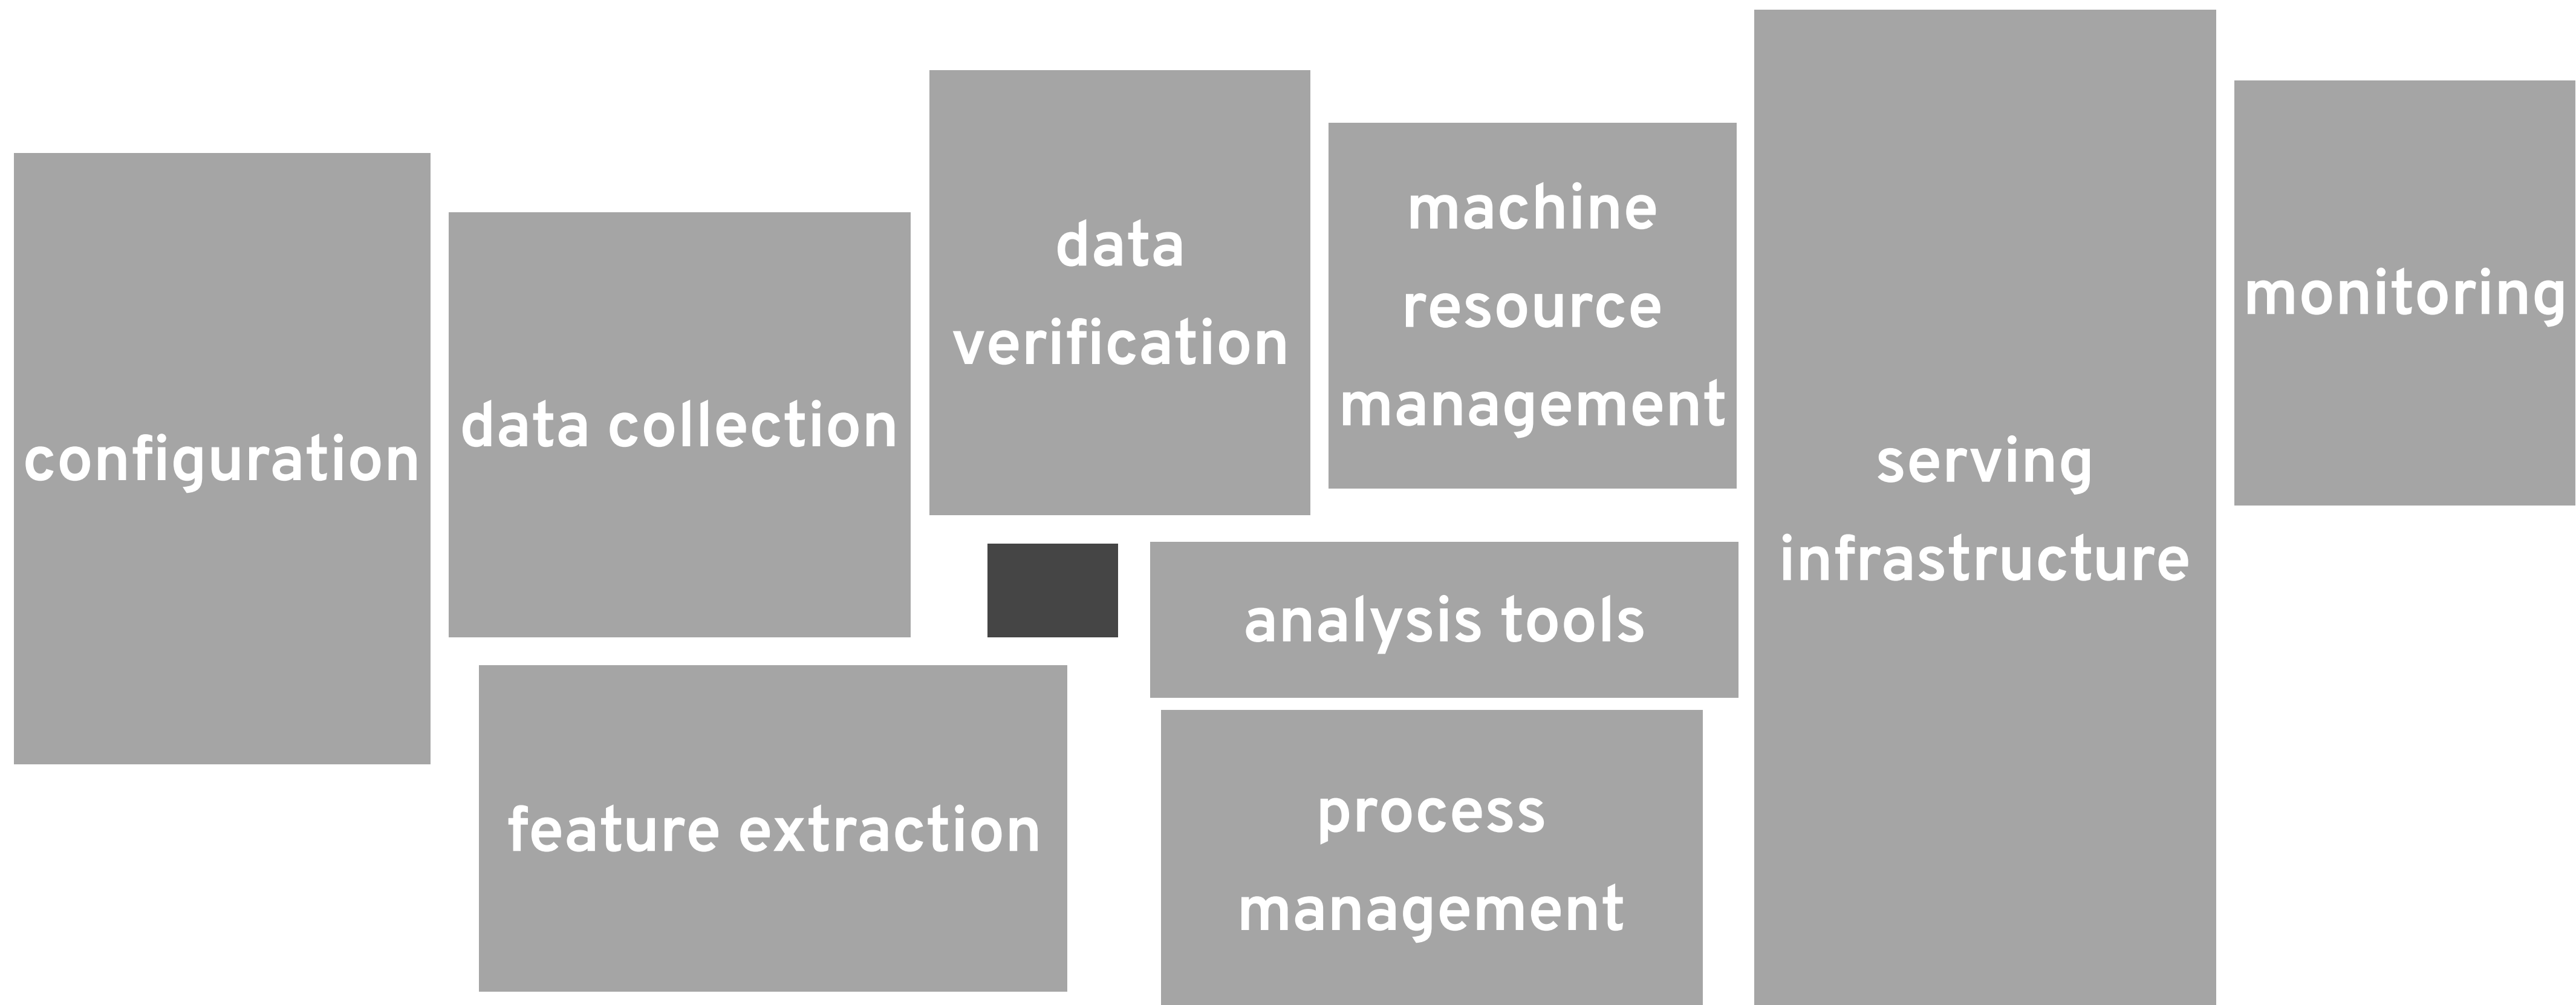 configuration
data collection
data
verification
machine
resource
management
serving
infrastructure
monitoring
analysis tools
feature extraction
process
management